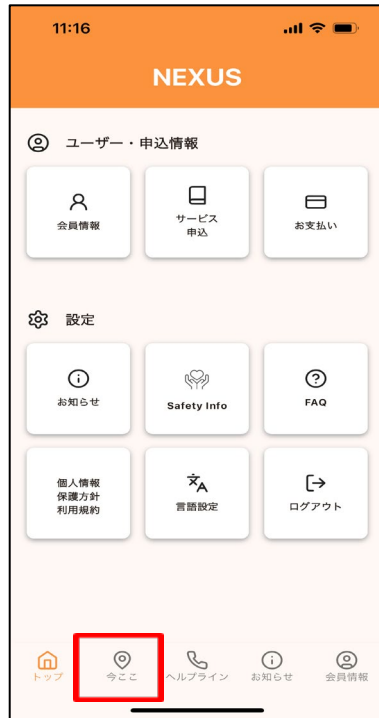 11:16
NEXUS
ユーザー・申込情報
会員情報
サービス
申込
お支払い
設定
お知らせ
Safety Info
FAQ
個人情報
保護方針
利用規約
言語設定
ログアウト
トップ
今ここ
ヘルプライン
お知らせ
会員情報